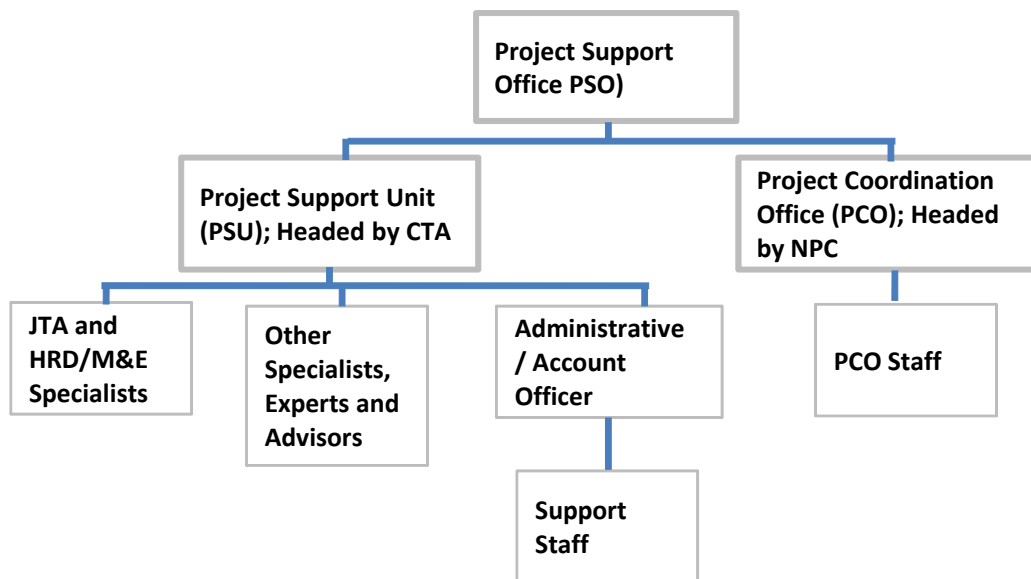 Project Support
Office PSO)
Project Support Unit
(PSU); Headed by CTA
Project Coordination
Office (PCO); Headed
by NPC
JTA and
HRD/M&E
Specialists
Other
Specialists,
Experts and
Advisors
Administrative
/ Account
Officer
PCO Staff
Support
Staff